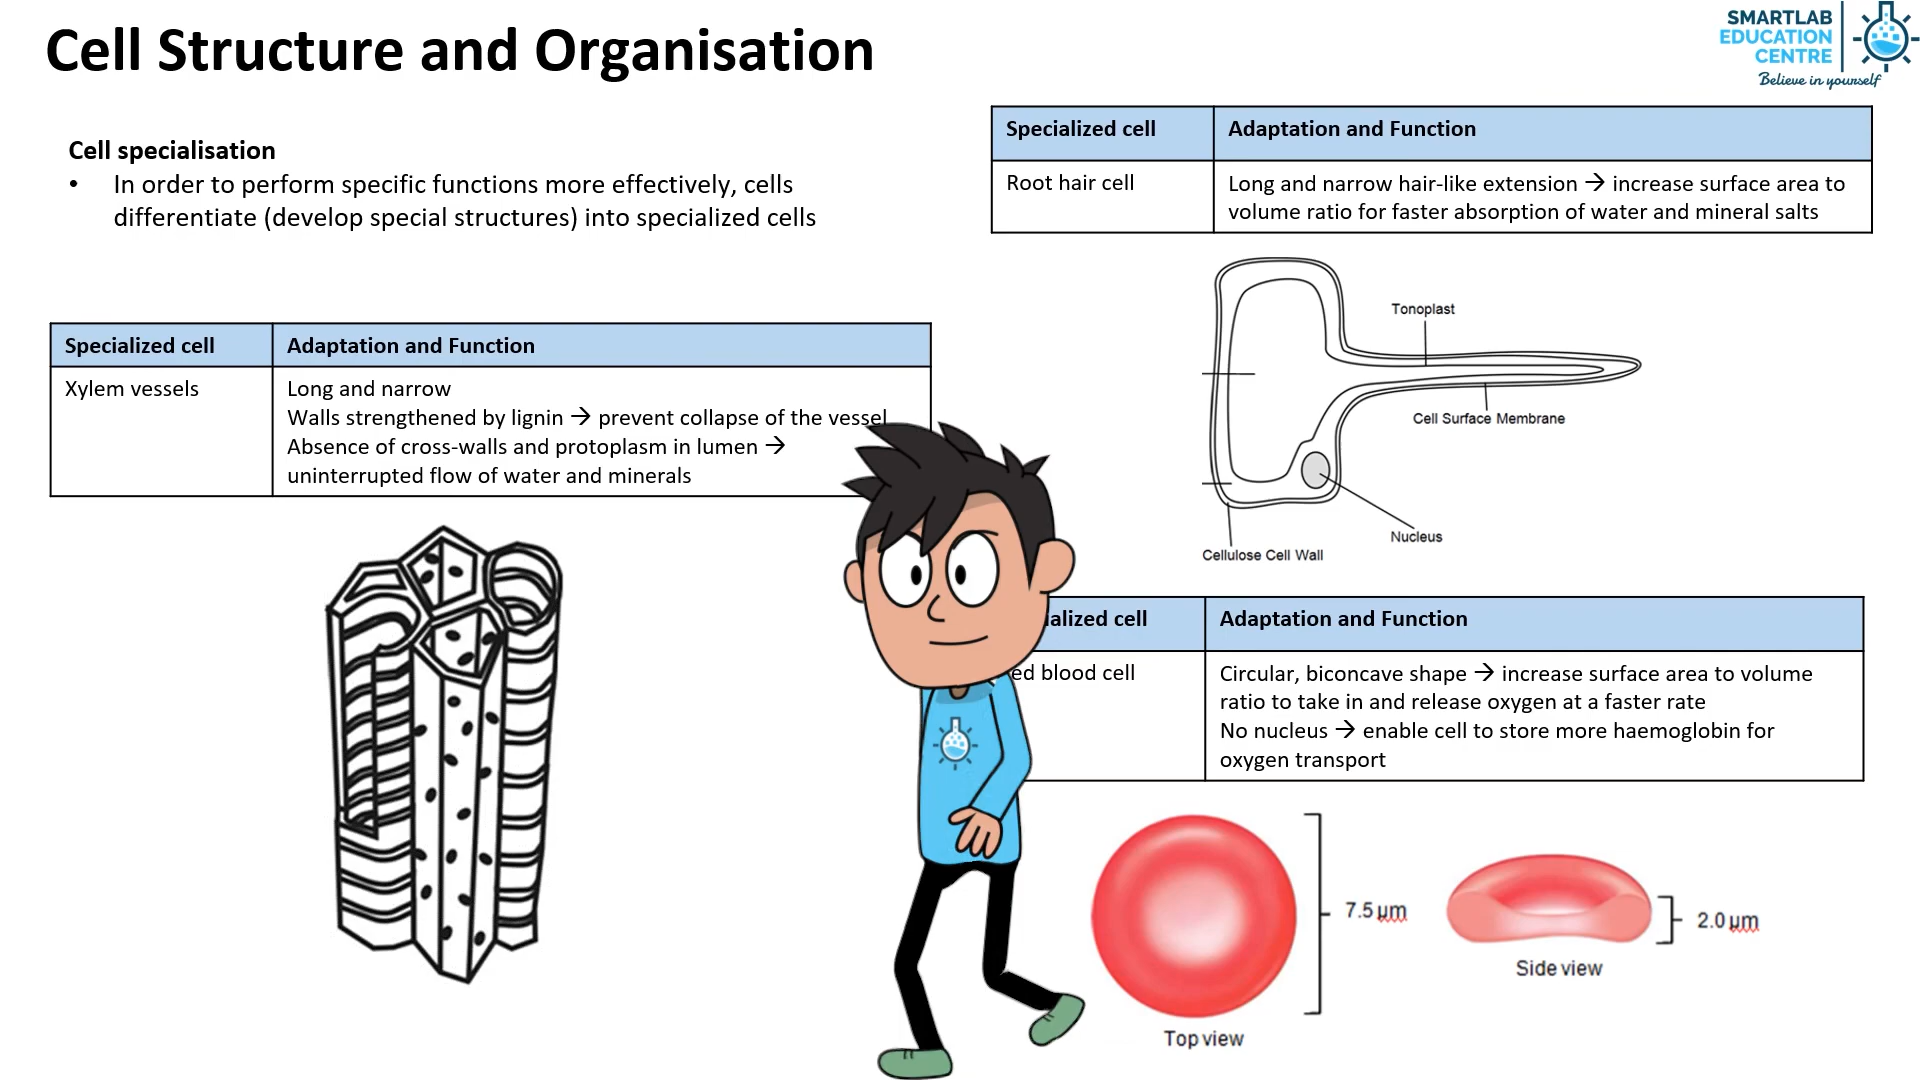 Cell Structure and Organisation
SMARTLAB
EDUCATION
CENTRE
Believe in yourself
Cell specialisation
• In order to perform specific functions more effectively, cells
differentiate (develop special structures) into specialized cells
Specialized cell Adaptation and Function
Xylem vessels Long and narrow
Walls strengthened by lignin → prevent collapse of the vessel
Absence of cross-walls and protoplasm in lumen →
uninterrupted flow of water and minerals
Specialized cell Adaptation and Function
Root hair cell Long and narrow hair-like extension → increase surface area to
volume ratio for faster absorption of water and mineral salts
Tonoplast
Cell Surface Membrane
Nucleus
Cellulose Cell Wall
ialized cell Adaptation and Function
ed blood cell Circular, biconcave shape → increase surface area to volume
ratio to take in and release oxygen at a faster rate
No nucleus → enable cell to store more haemoglobin for
oxygen transport
7.5 µm
2.0 µm
Side view
Top view